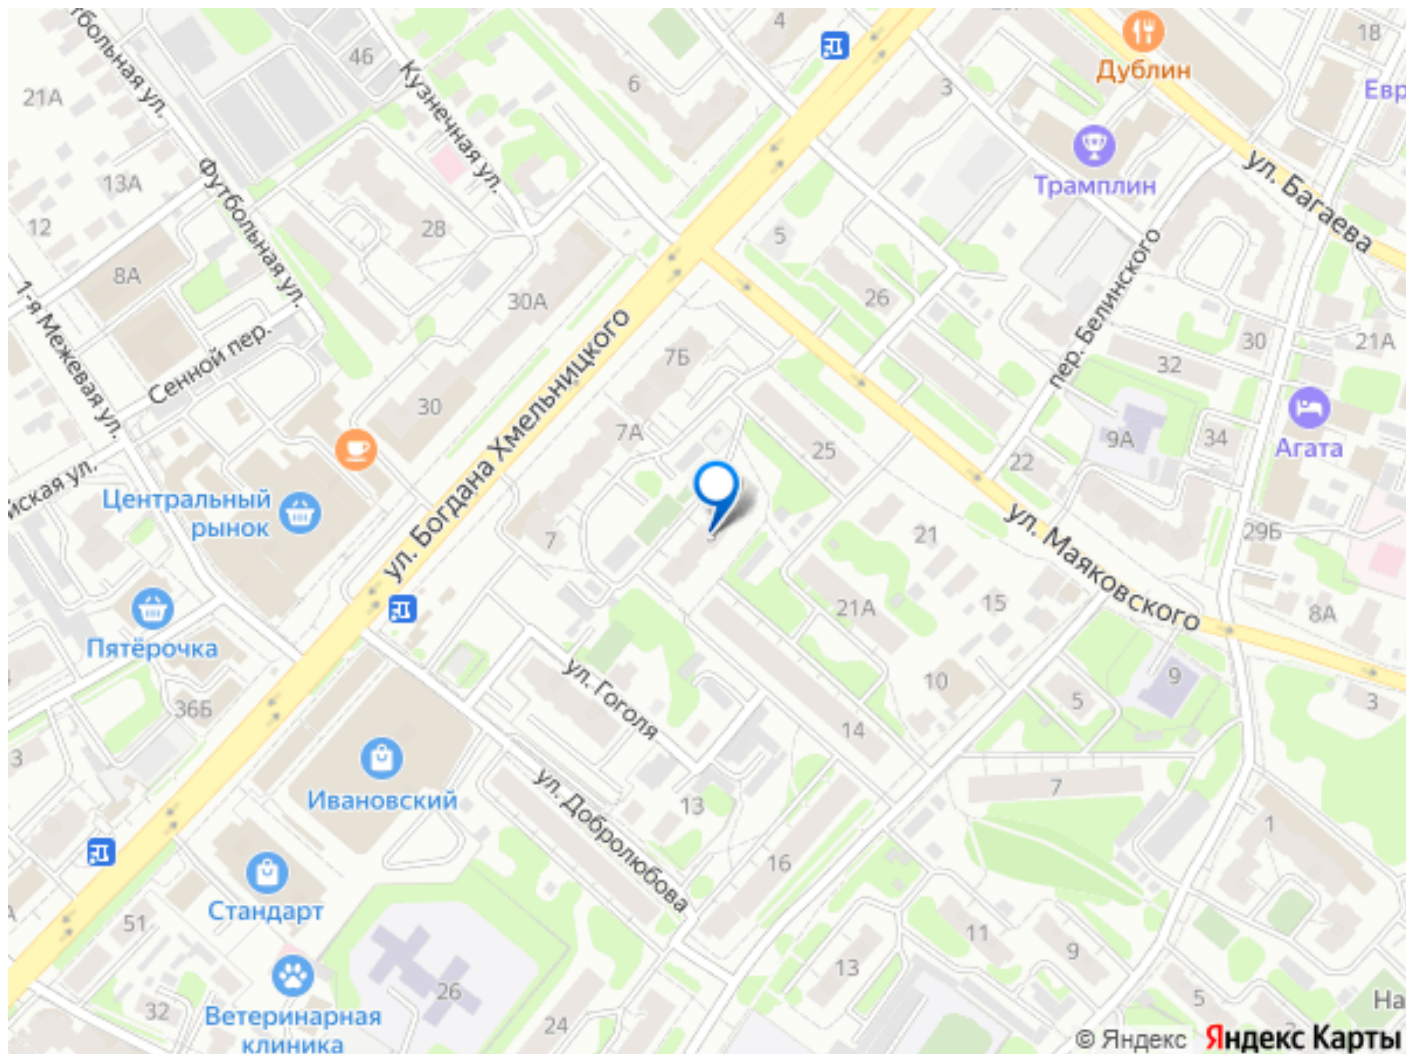 4
18
46
Дублин
6
3
Евр
21А
Кузнечная ул.
Футбольная ул.
13А
Трамплин
ул. Багаева
12
28
5
8А
26
пер. Белинского
30А
1-я Межевая ул.
Сенной пер.
7Б
32
30
21А
30
ул. Богдана Хмельницкого
7А
25
9А
34
22
Агата
Центральный
рынок
7
21
ул. Маяковского
29Б
15
21А
8А
Пятёрочка
ул. Гоголя
10
5
9
3
36Б
14
3
Ивановский
7
ул. Добролюбова
13
1
16
Стандарт
51
11
9
13
26
32
5
На
Ветеринарная
клиника
24
© Яндекс Яндекс Карты